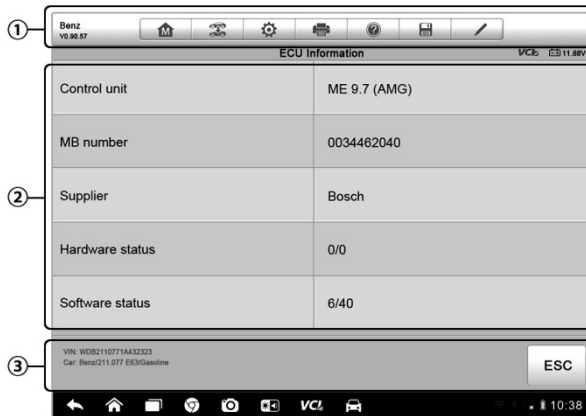 ①
Benz
V0.90.57
M
ECU Information
VCI
11.88V
②
Control unit
ME 9.7 (AMG)
MB number
0034462040
Supplier
Bosch
Hardware status
0/0
Software status
6/40
③
VIN: WDB2110771A432323
Car: Benz/211.077 E63/Gasoline
ESC
VCI
10:38